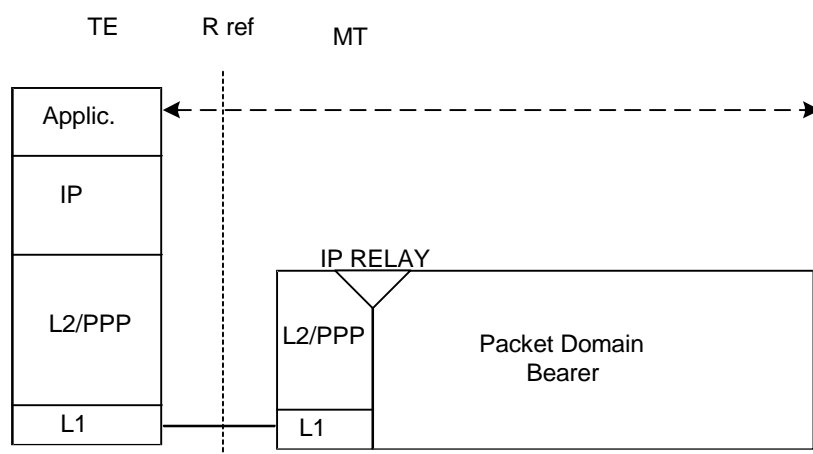 TE
R ref
MT
Applic.
IP
IP RELAY
L2/PPP
L2/PPP
Packet Domain
Bearer
L1
L1